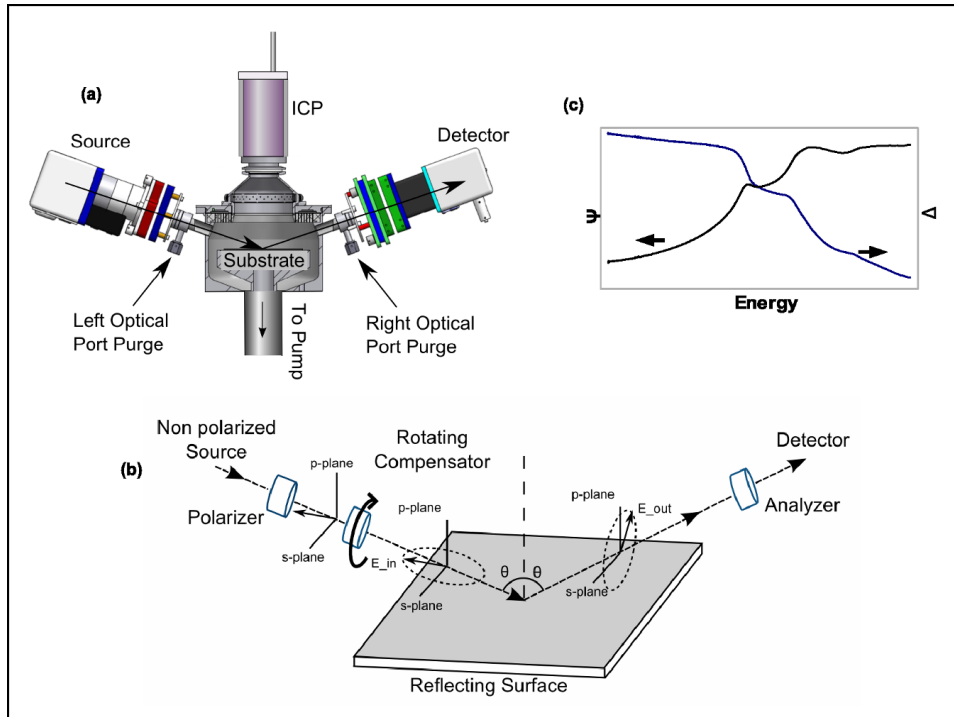 (a)
ICP
Source
Detector
Substrate
Left Optical
Port Purge
To Pump
Right Optical
Port Purge
(c)
Ψ
Δ
Energy
(b)
Non polarized
Source
Rotating
Compensator
Detector
p-plane
p-plane
p-plane
Polarizer
E_out
Analyzer
s-plane
E_in
θ
θ
s-plane
s-plane
Reflecting Surface